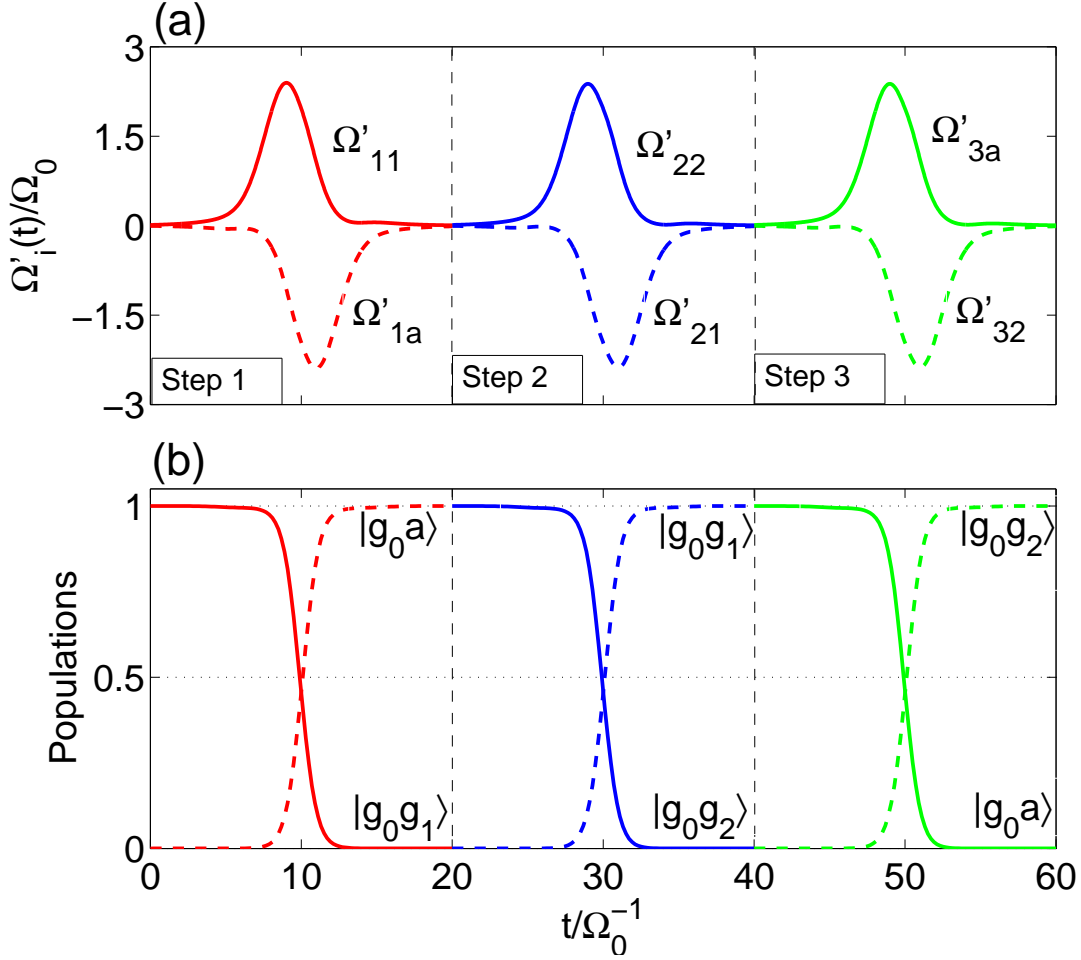 (a)
3
1.5
0
−1.5
−3
Ω'i(t)/Ω0
Ω'11
Ω'22
Ω'3a
Ω'1a
Ω'21
Ω'32
Step 1
Step 2
Step 3
(b)
1
0.5
0
Populations
|g0a⟩
|g0g1⟩
|g0g2⟩
|g0g1⟩
|g0g2⟩
|g0a⟩
0
10
20
30
40
50
60
t/Ω0−1